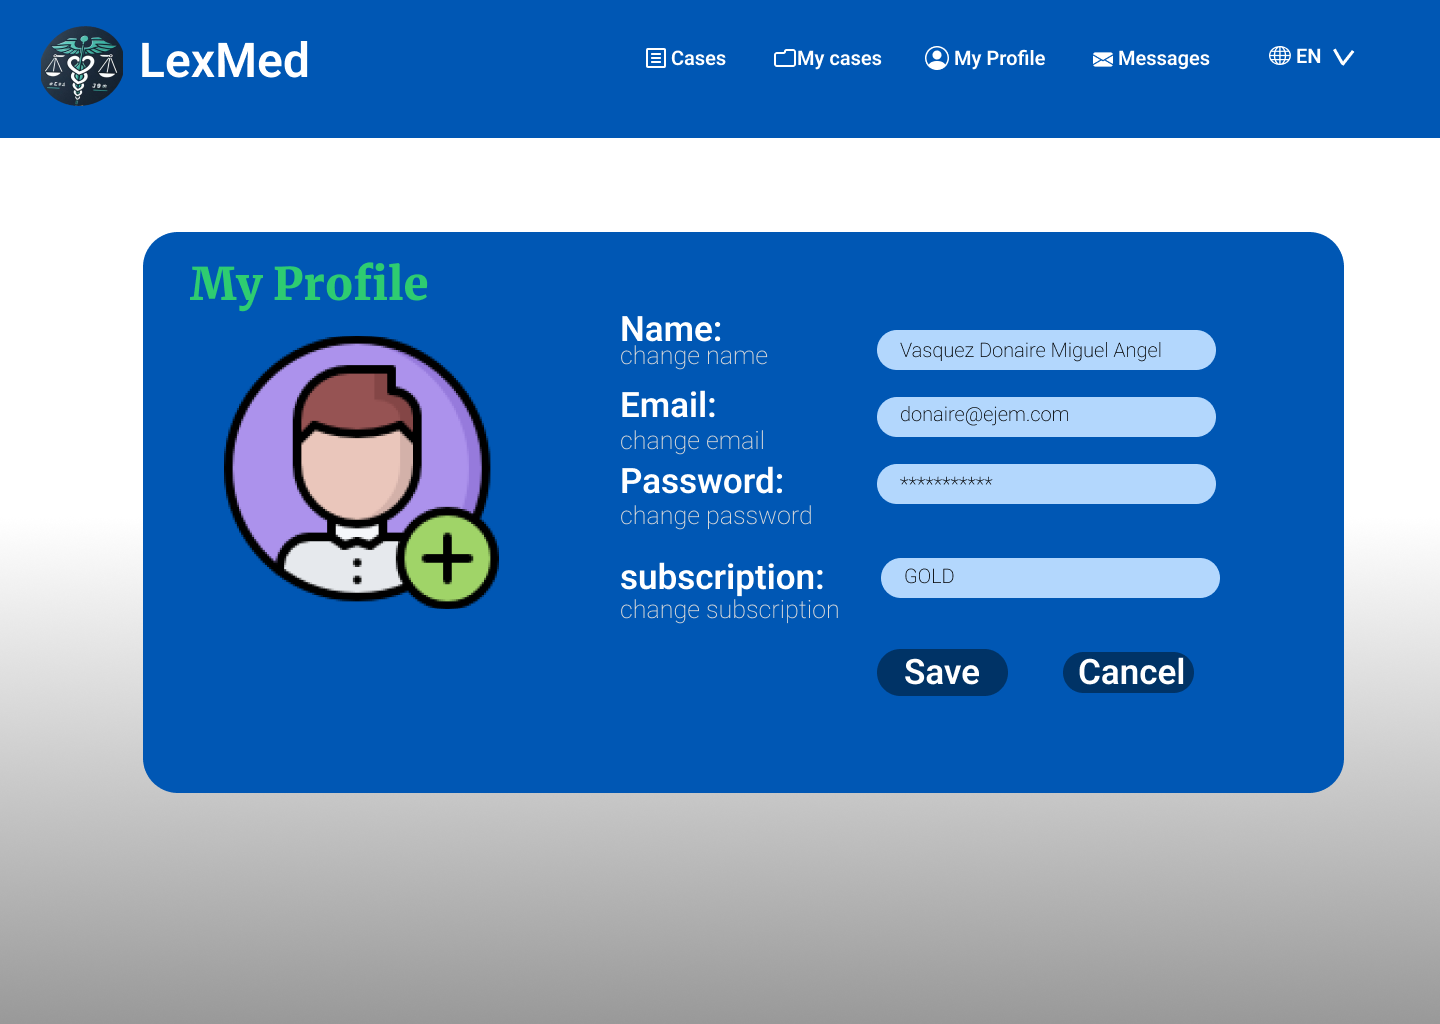 LexMed
Cases
My cases
My Profile
Messages
EN
My Profile
Name:
change name
Vasquez Donaire Miguel Angel
Email:
change email
donaire@ejem.com
Password:
change password
***********
subscription:
change subscription
GOLD
Save
Cancel